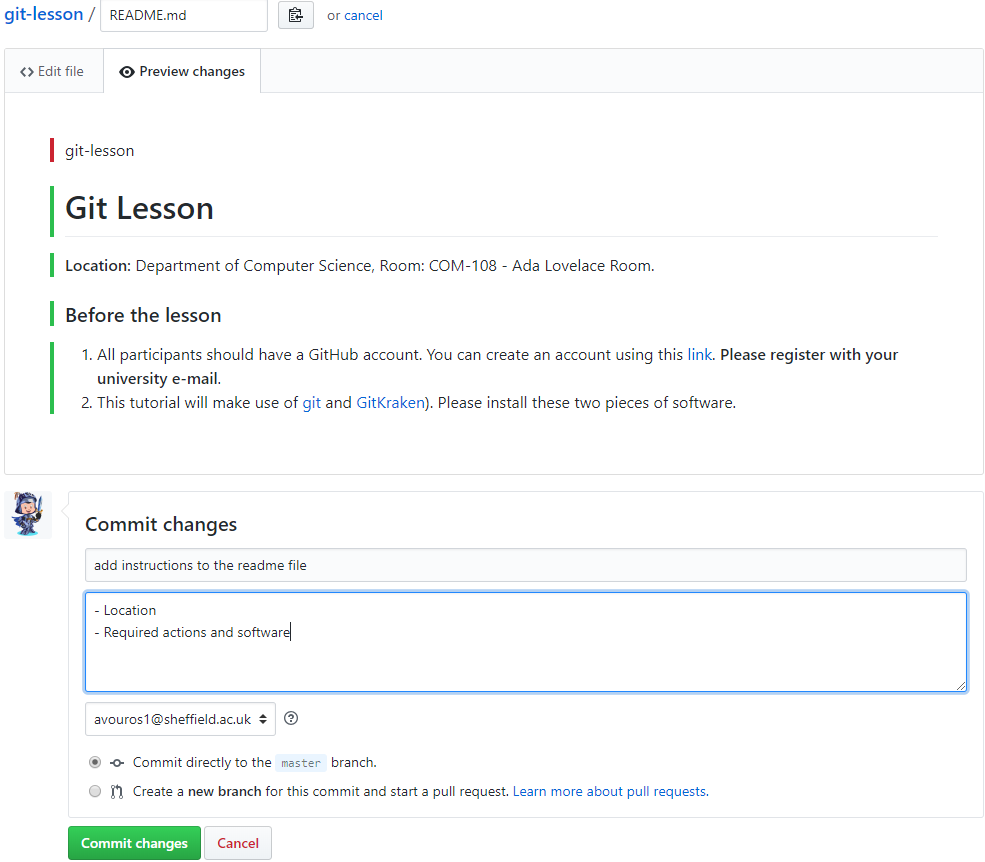 git-lesson / README.md or cancel
Edit file Preview changes
git-lesson
Git Lesson
Location: Department of Computer Science, Room: COM-108 - Ada Lovelace Room.
Before the lesson
1. All participants should have a GitHub account. You can create an account using this link. Please register with your
university e-mail.
2. This tutorial will make use of git and GitKraken). Please install these two pieces of software.
Commit changes
add instructions to the readme file
- Location
- Required actions and software
avouros1@sheffield.ac.uk
Commit directly to the master branch.
Create a new branch for this commit and start a pull request. Learn more about pull requests.
Commit changes Cancel